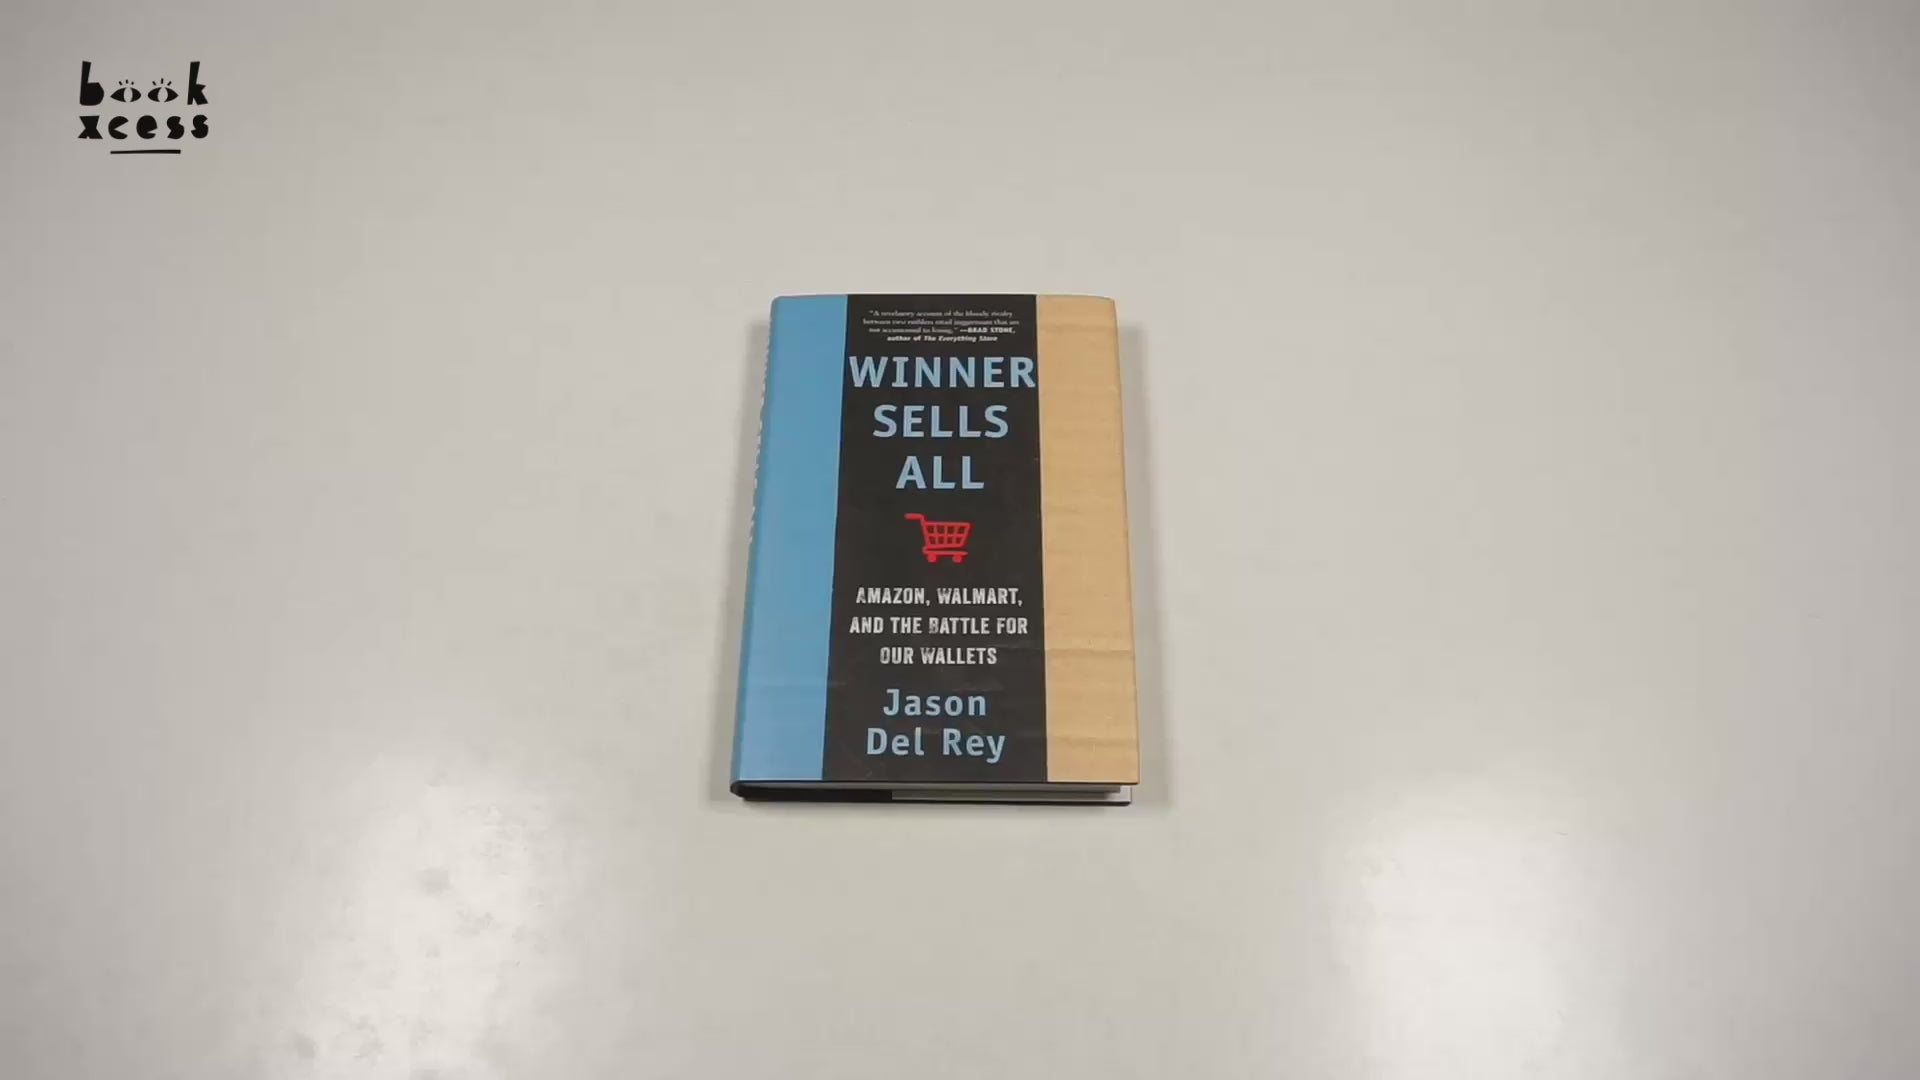 book
xcess
"A revelatory account of the bloody rivalry
between two ruthless retail juggernauts that are
not accustomed to losing." —BRAD STONE,
author of The Everything Store
WINNER
SELLS
ALL
AMAZON, WALMART,
AND THE BATTLE FOR
OUR WALLETS
Jason
Del Rey